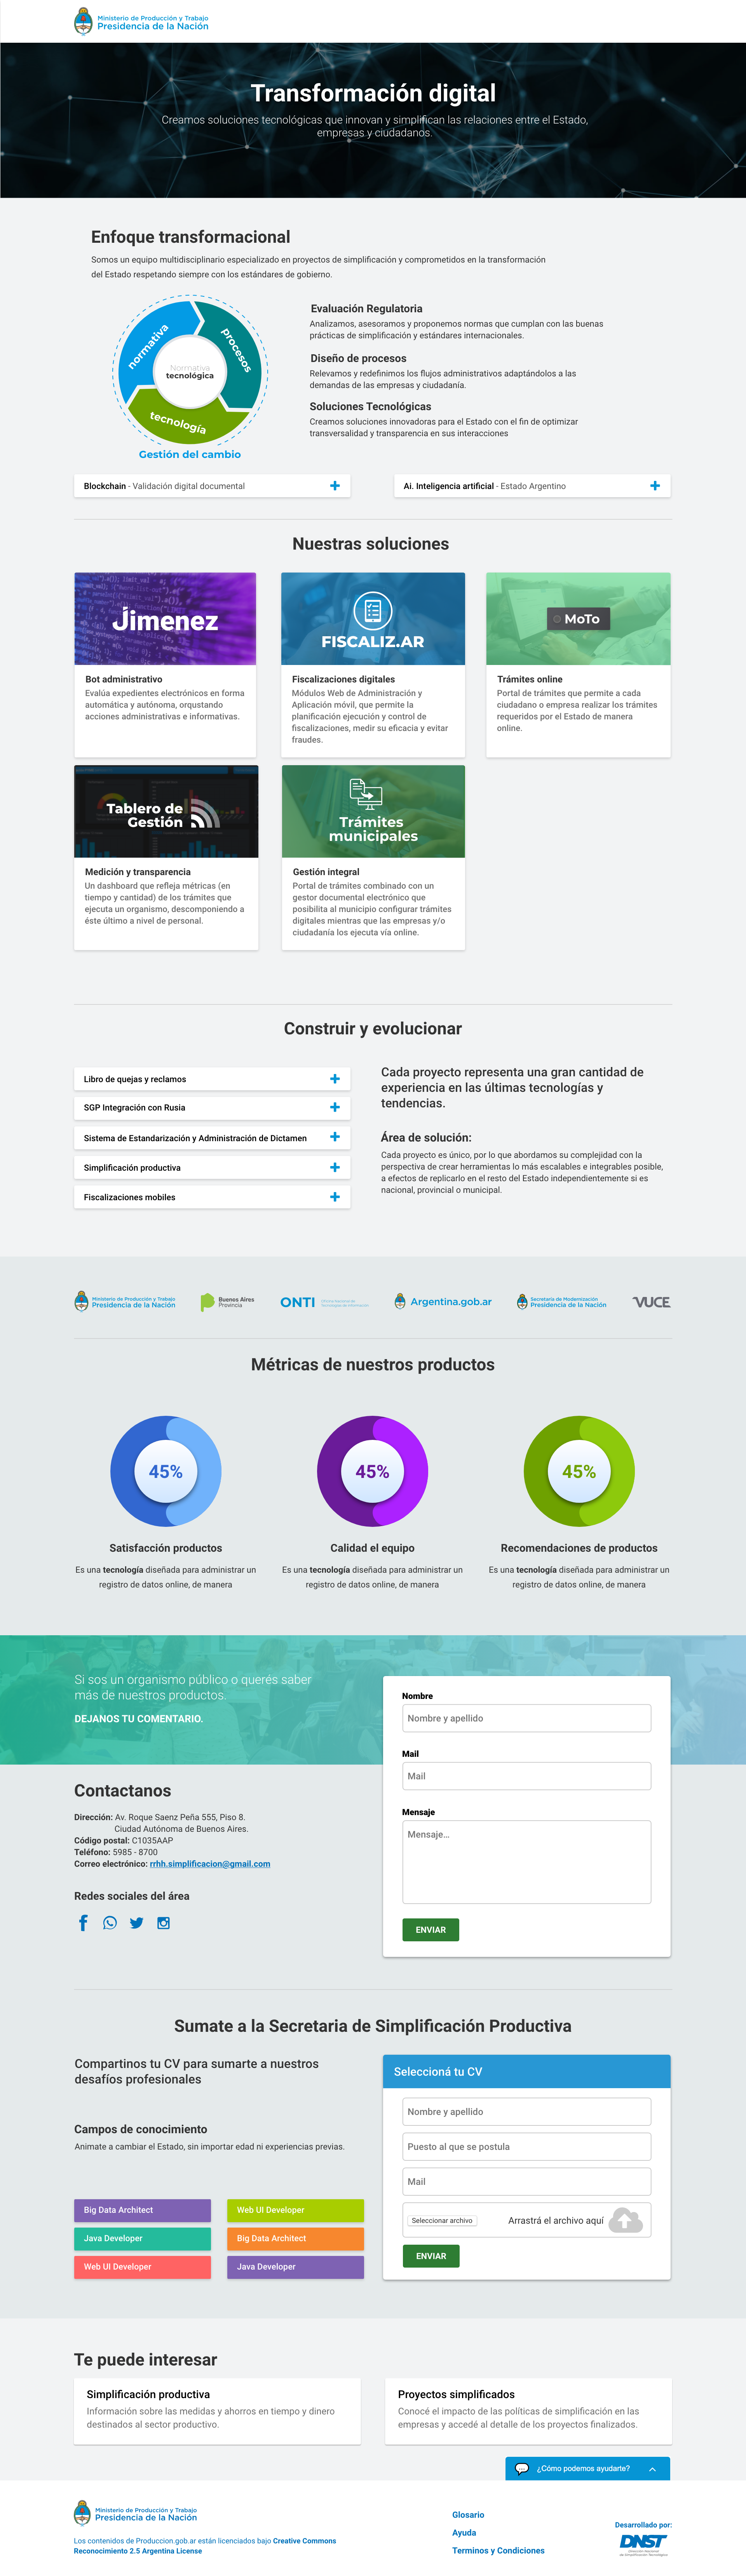 Ministerio de Producción y Trabajo
Presidencia de la Nación
Transformación digital
Creamos soluciones tecnológicas que innovan y simplifican las relaciones entre el Estado,
empresas y ciudadanos.
Enfoque transformacional
Somos un equipo multidisciplinario especializado en proyectos de simplificación y comprometidos en la transformación
del Estado respetando siempre con los estándares de gobierno.
normativa
procesos
tecnología
Normativa
tecnológica
Gestión del cambio
Evaluación Regulatoria
Analizamos, asesoramos y proponemos normas que cumplan con las buenas
prácticas de simplificación y estándares internacionales.
Diseño de procesos
Relevamos y redefinimos los flujos administrativos adaptándolos a las
demandas de las empresas y ciudadanía.
Soluciones Tecnológicas
Creamos soluciones innovadoras para el Estado con el fin de optimizar
transversalidad y transparencia en sus interacciones
Blockchain - Validación digital documental
Ai. Inteligencia artificial - Estado Argentino
Nuestras soluciones
Jimenez
Bot administrativo
Evalúa expedientes electrónicos en forma
automática y autónoma, orqustando
acciones administrativas e informativas.
FISCALIZ.AR
Fiscalizaciones digitales
Módulos Web de Administración y
Aplicación móvil, que permite la
planificación ejecución y control de
fiscalizaciones, medir su eficacia y evitar
fraudes.
MoTo
Trámites online
Portal de trámites que permite a cada
ciudadano o empresa realizar los trámites
requeridos por el Estado de manera
online.
Tablero de
Gestión
Medición y transparencia
Un dashboard que refleja métricas (en
tiempo y cantidad) de los trámites que
ejecuta un organismo, descomponiendo a
éste último a nivel de personal.
Trámites
municipales
Gestión integral
Portal de trámites combinado con un
gestor documental electrónico que
posibilita al municipio configurar trámites
digitales mientras que las empresas y/o
ciudadanía los ejecuta vía online.
Construir y evolucionar
Libro de quejas y reclamos
SGP Integración con Rusia
Sistema de Estandarización y Administración de Dictamen
Simplificación productiva
Fiscalizaciones mobiles
Cada proyecto representa una gran cantidad de
experiencia en las últimas tecnologías y
tendencias.
Área de solución:
Cada proyecto es único, por lo que abordamos su complejidad con la
perspectiva de crear herramientas lo más escalables e integrables posible,
a efectos de replicarlo en el resto del Estado independientemente si es
nacional, provincial o municipal.
Ministerio de Producción y Trabajo
Presidencia de la Nación
Buenos Aires
Provincia
ONTI
Oficina Nacional de
Tecnologías de Información
Argentina.gob.ar
Secretaría de Modernización
Presidencia de la Nación
VUCE
Métricas de nuestros productos
45%
45%
45%
Satisfacción productos
Es una tecnología diseñada para administrar un
registro de datos online, de manera
Calidad el equipo
Es una tecnología diseñada para administrar un
registro de datos online, de manera
Recomendaciones de productos
Es una tecnología diseñada para administrar un
registro de datos online, de manera
Si sos un organismo público o querés saber
más de nuestros productos.
DEJANOS TU COMENTARIO.
Contactanos
Dirección: Av. Roque Saenz Peña 555, Piso 8.
Ciudad Autónoma de Buenos Aires.
Código postal: C1035AAP
Teléfono: 5985 - 8700
Correo electrónico: rrhh.simplificacion@gmail.com
Redes sociales del área
Nombre
Nombre y apellido
Mail
Mail
Mensaje
Mensaje...
ENVIAR
Sumate a la Secretaria de Simplificación Productiva
Compartinos tu CV para sumarte a nuestros
desafíos profesionales
Campos de conocimiento
Animate a cambiar el Estado, sin importar edad ni experiencias previas.
Big Data Architect
Web UI Developer
Java Developer
Big Data Architect
Web UI Developer
Java Developer
Seleccioná tu CV
Nombre y apellido
Puesto al que se postula
Mail
Seleccionar archivo
Arrastrá el archivo aquí
ENVIAR
Te puede interesar
Simplificación productiva
Información sobre las medidas y ahorros en tiempo y dinero
destinados al sector productivo.
Proyectos simplificados
Conocé el impacto de las políticas de simplificación en las
empresas y accedé al detalle de los proyectos finalizados.
¿Cómo podemos ayudarte?
Ministerio de Producción y Trabajo
Presidencia de la Nación
Los contenidos de Produccion.gob.ar están licenciados bajo Creative Commons
Reconocimiento 2.5 Argentina License
Glosario
Ayuda
Terminos y Condiciones
Desarrollado por:
DNST
Dirección Nacional
de Simplificación Tecnológica